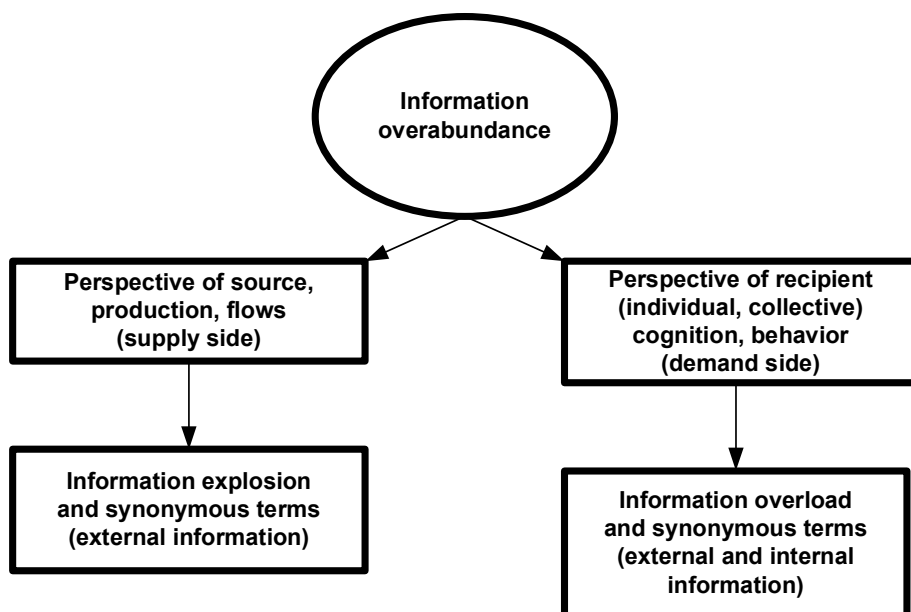 Information
overabundance
Perspective of source,
production, flows
(supply side)
Perspective of recipient
(individual, collective)
cognition, behavior
(demand side)
Information explosion
and synonymous terms
(external information)
Information overload
and synonymous terms
(external and internal
information)